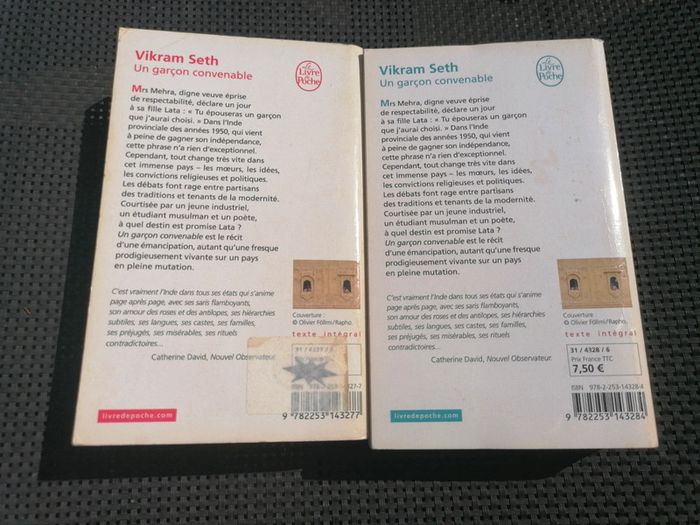 Vikram Seth
Un garçon convenable
Le
Livre
de
Poche
Mrs Mehra, digne veuve éprise
de respectabilité, déclare un jour
à sa fille Lata : « Tu épouseras un garçon
que j'aurai choisi. » Dans l'Inde
provinciale des années 1950, qui vient
à peine de gagner son indépendance,
cette phrase n'a rien d'exceptionnel.
Cependant, tout change très vite dans
cet immense pays – les mœurs, les idées,
les convictions religieuses et politiques.
Les débats font rage entre partisans
des traditions et tenants de la modernité.
Courtisée par un jeune industriel,
un étudiant musulman et un poète,
à quel destin est promise Lata ?
Un garçon convenable est le récit
d'une émancipation, autant qu'une fresque
prodigieusement vivante sur un pays
en pleine mutation.
C'est vraiment l'Inde dans tous ses états qui s'anime
page après page, avec ses saris flamboyants,
son amour des roses et des antilopes, ses hiérarchies
subtiles, ses langues, ses castes, ses familles,
ses préjugés, ses misérables, ses rituels
contradictoires...
Catherine David, Nouvel Observateur.
Couverture :
© Olivier Föllmi/Rapho.
texte intégral
31 / 4327 /
978-2-253-14327-7
9 782253 143277
livredepoche.com
Vikram Seth
Un garçon convenable
Le
Livre
de
Poche
Mrs Mehra, digne veuve éprise
de respectabilité, déclare un jour
à sa fille Lata : « Tu épouseras un garçon
que j'aurai choisi. » Dans l'Inde
provinciale des années 1950, qui vient
à peine de gagner son indépendance,
cette phrase n'a rien d'exceptionnel.
Cependant, tout change très vite dans
cet immense pays – les mœurs, les idées,
les convictions religieuses et politiques.
Les débats font rage entre partisans
des traditions et tenants de la modernité.
Courtisée par un jeune industriel,
un étudiant musulman et un poète,
à quel destin est promise Lata ?
Un garçon convenable est le récit
d'une émancipation, autant qu'une fresque
prodigieusement vivante sur un pays
en pleine mutation.
C'est vraiment l'Inde dans tous ses états qui s'anime
page après page, avec ses saris flamboyants,
son amour des roses et des antilopes, ses hiérarchies
subtiles, ses langues, ses castes, ses familles,
ses préjugés, ses misérables, ses rituels
contradictoires...
Catherine David, Nouvel Observateur.
Couverture :
© Olivier Föllmi/Rapho.
texte intégral
31 / 4328 / 6
Prix France TTC
7,50 €
ISBN 978-2-253-14328-4
9 782253 143284
livredepoche.com